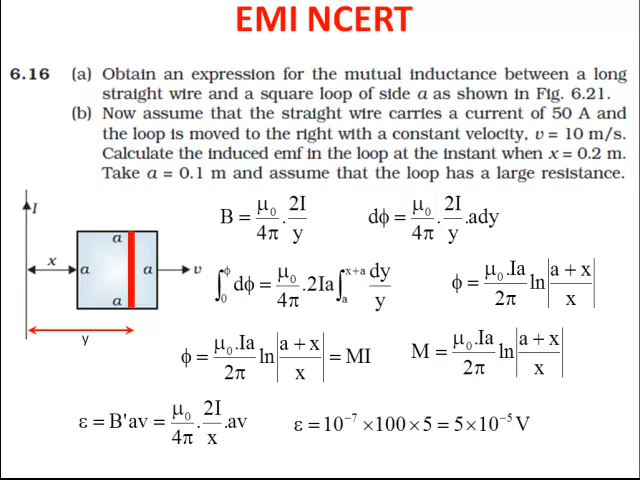 EMI NCERT
6.16 (a) Obtain an expression for the mutual inductance between a long
straight wire and a square loop of side a as shown in Fig. 6.21.
(b) Now assume that the straight wire carries a current of 50 A and
the loop is moved to the right with a constant velocity, v = 10 m/s.
Calculate the induced emf in the loop at the instant when x = 0.2 m.
Take a = 0.1 m and assume that the loop has a large resistance.
I
x
a
a
a
a
v
y
B = μ₀/4π . 2I/y
dϕ = μ₀/4π . 2I/y .ady
∫₀^ϕ dϕ = μ₀/4π .2Ia ∫ₐ^(x+a) dy/y
ϕ = μ₀.Ia/2π ln|a + x/x|
ϕ = μ₀.Ia/2π ln|a + x/x| = MI
M = μ₀.Ia/2π ln|a + x/x|
ε = B'av = μ₀/4π . 2I/x .av
ε = 10⁻⁷ × 100 × 5 = 5 × 10⁻⁵ V